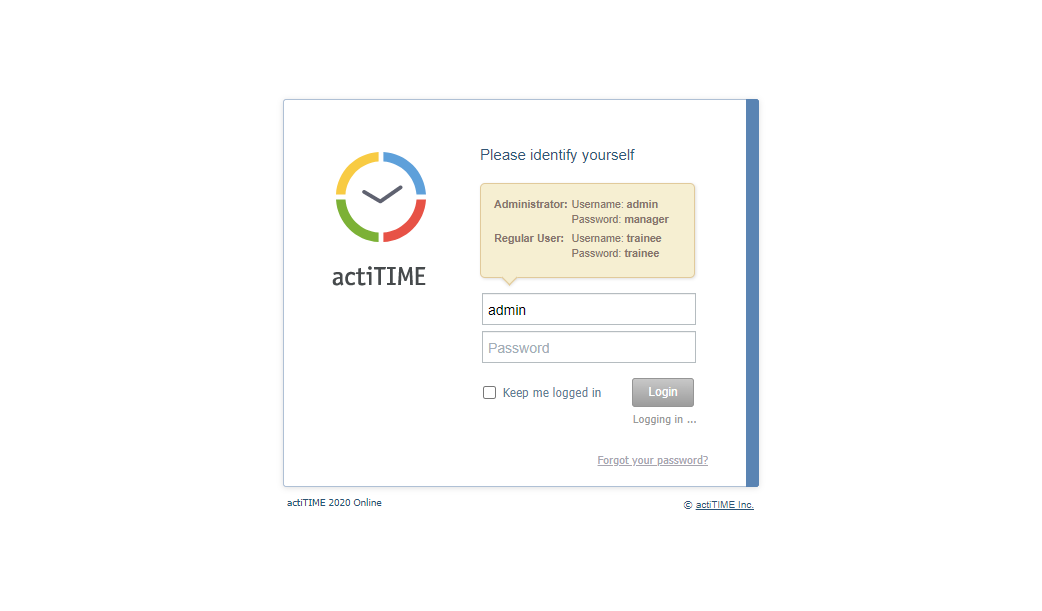 Please identify yourself
Administrator: Username: admin
Password: manager
Regular User: Username: trainee
Password: trainee
actiTIME
admin
Password
Keep me logged in
Login
Logging in ...
Forgot your password?
actiTIME 2020 Online
© actiTIME Inc.